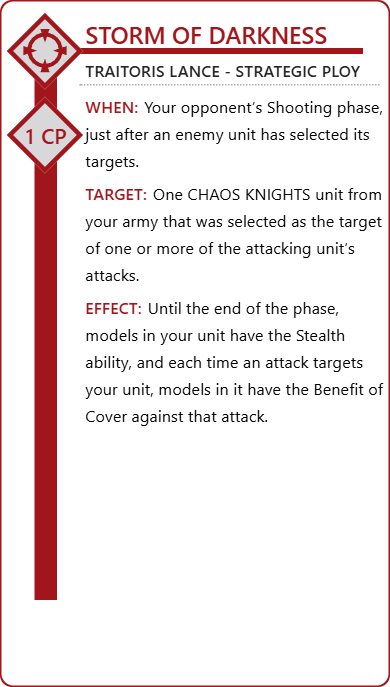 STORM OF DARKNESS
TRAITORIS LANCE - STRATEGIC PLOY
1 CP
WHEN: Your opponent’s Shooting phase,
just after an enemy unit has selected its
targets.
TARGET: One CHAOS KNIGHTS unit from
your army that was selected as the target
of one or more of the attacking unit’s
attacks.
EFFECT: Until the end of the phase,
models in your unit have the Stealth
ability, and each time an attack targets
your unit, models in it have the Benefit of
Cover against that attack.